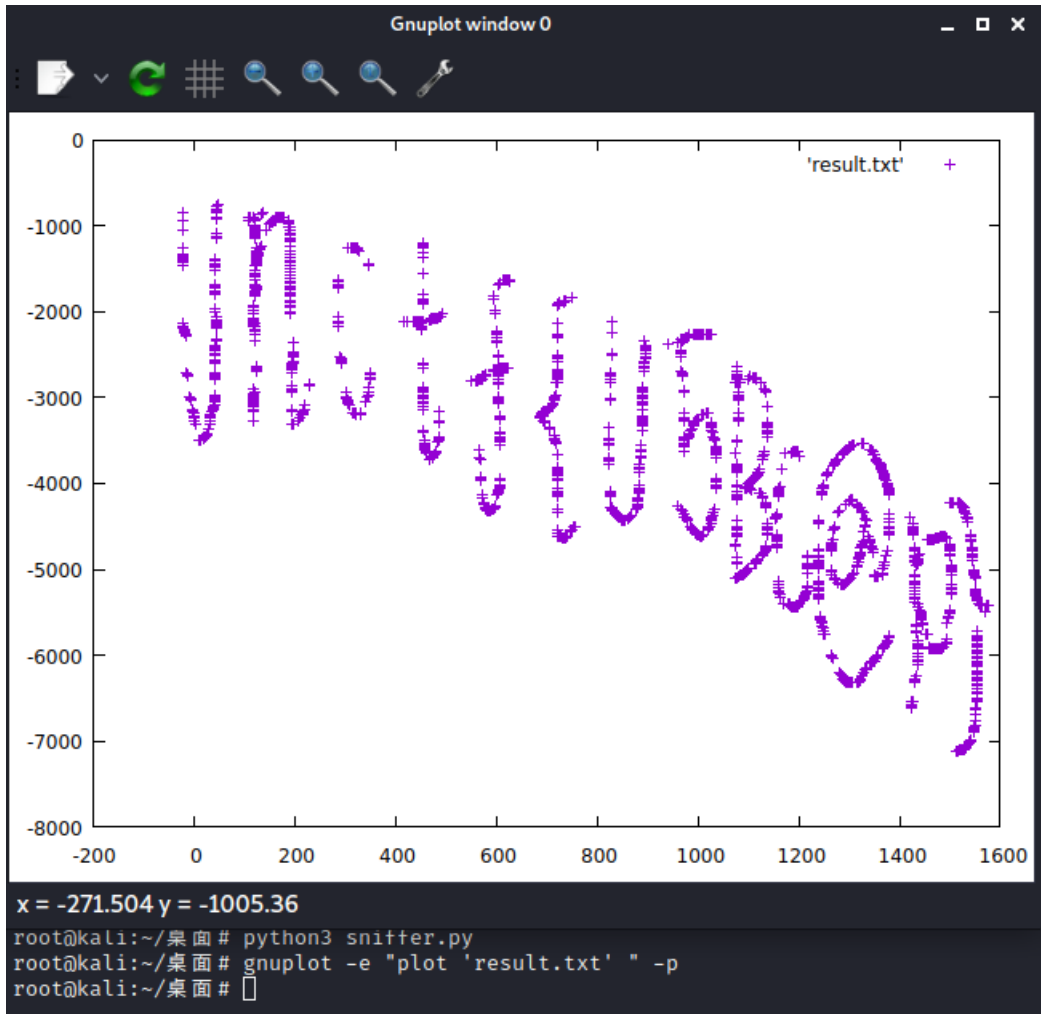 Gnuplot window 0
'result.txt'
0
-1000
-2000
-3000
-4000
-5000
-6000
-7000
-8000
-200 0 200 400 600 800 1000 1200 1400 1600
unctf{U5Bc@p}
x = -271.504 y = -1005.36
root@kali:~/桌面# python3 sniffer.py
root@kali:~/桌面# gnuplot -e "plot 'result.txt' " -p
root@kali:~/桌面#